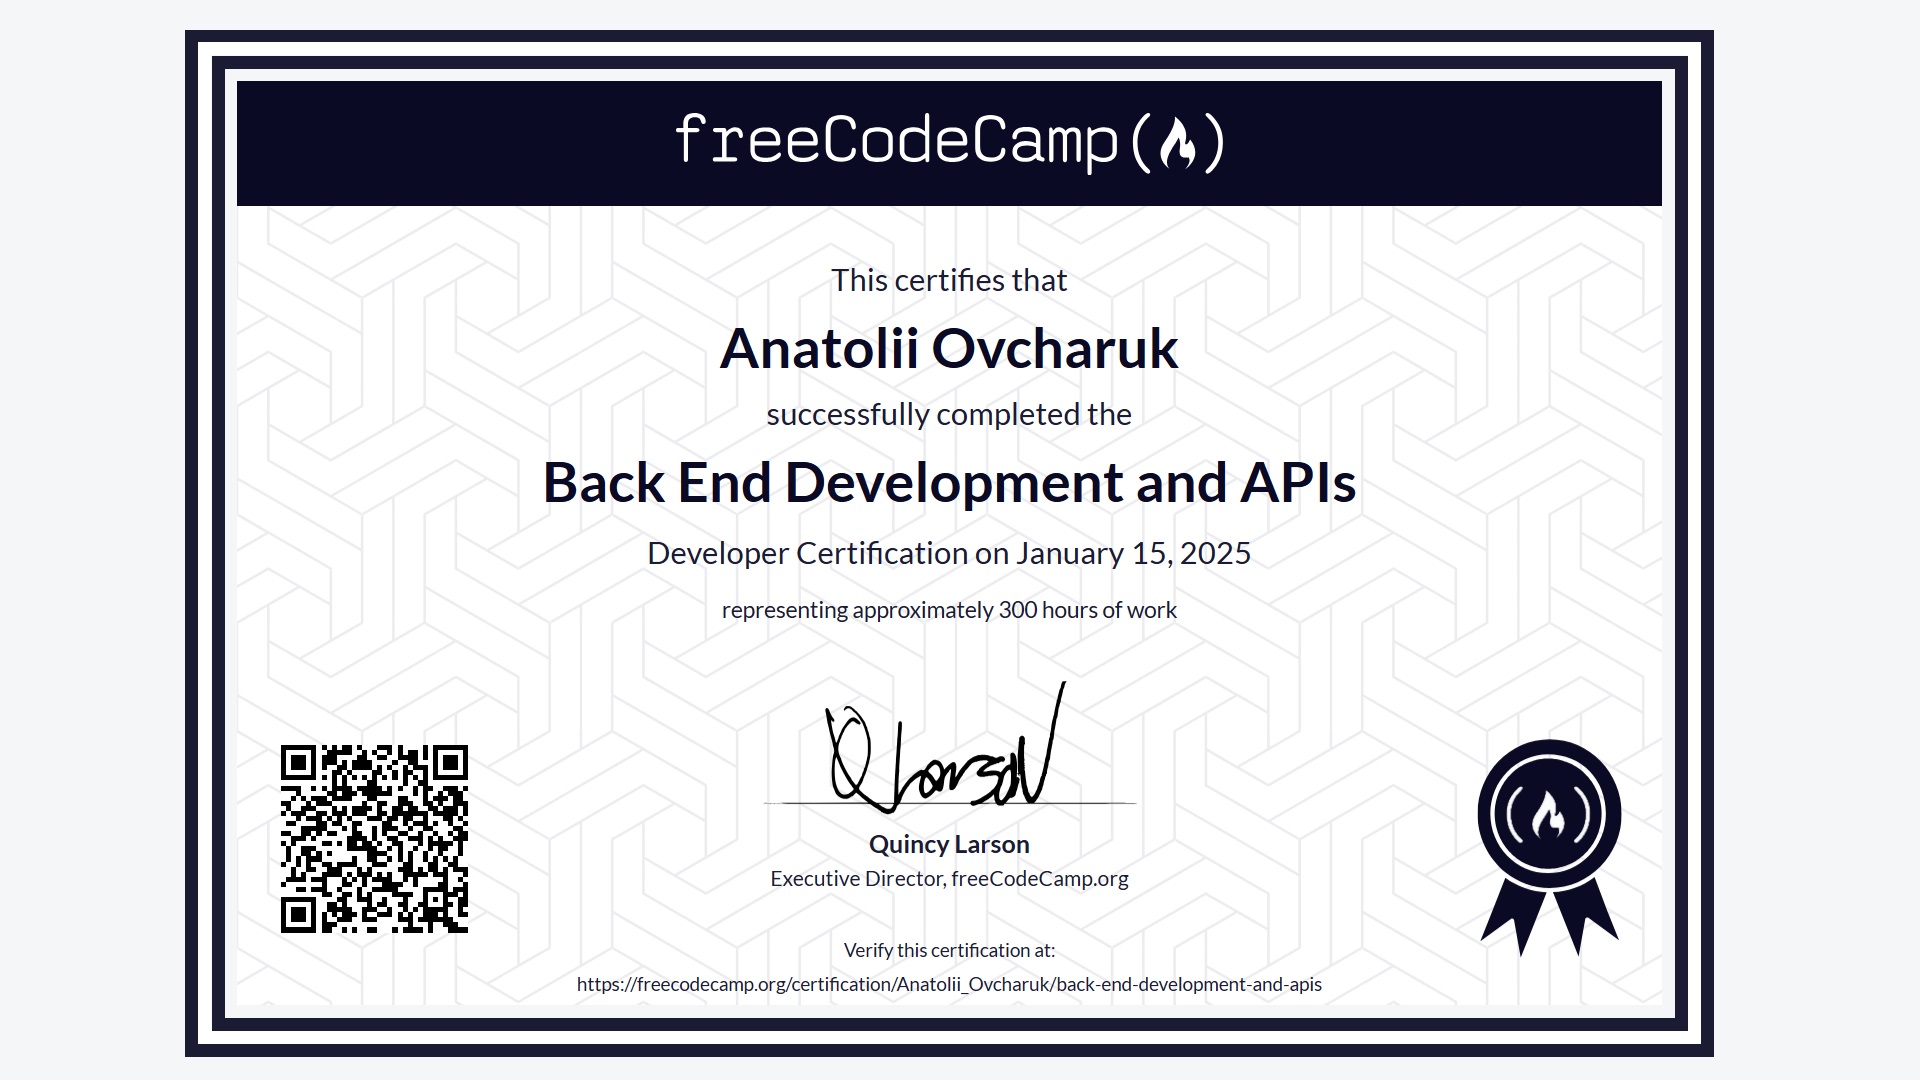 freeCodeCamp(🔥)
This certifies that
Anatolii Ovcharuk
successfully completed the
Back End Development and APIs
Developer Certification on January 15, 2025
representing approximately 300 hours of work
QLarson
Quincy Larson
Executive Director, freeCodeCamp.org
Verify this certification at:
https://freecodecamp.org/certification/Anatolii_Ovcharuk/back-end-development-and-apis